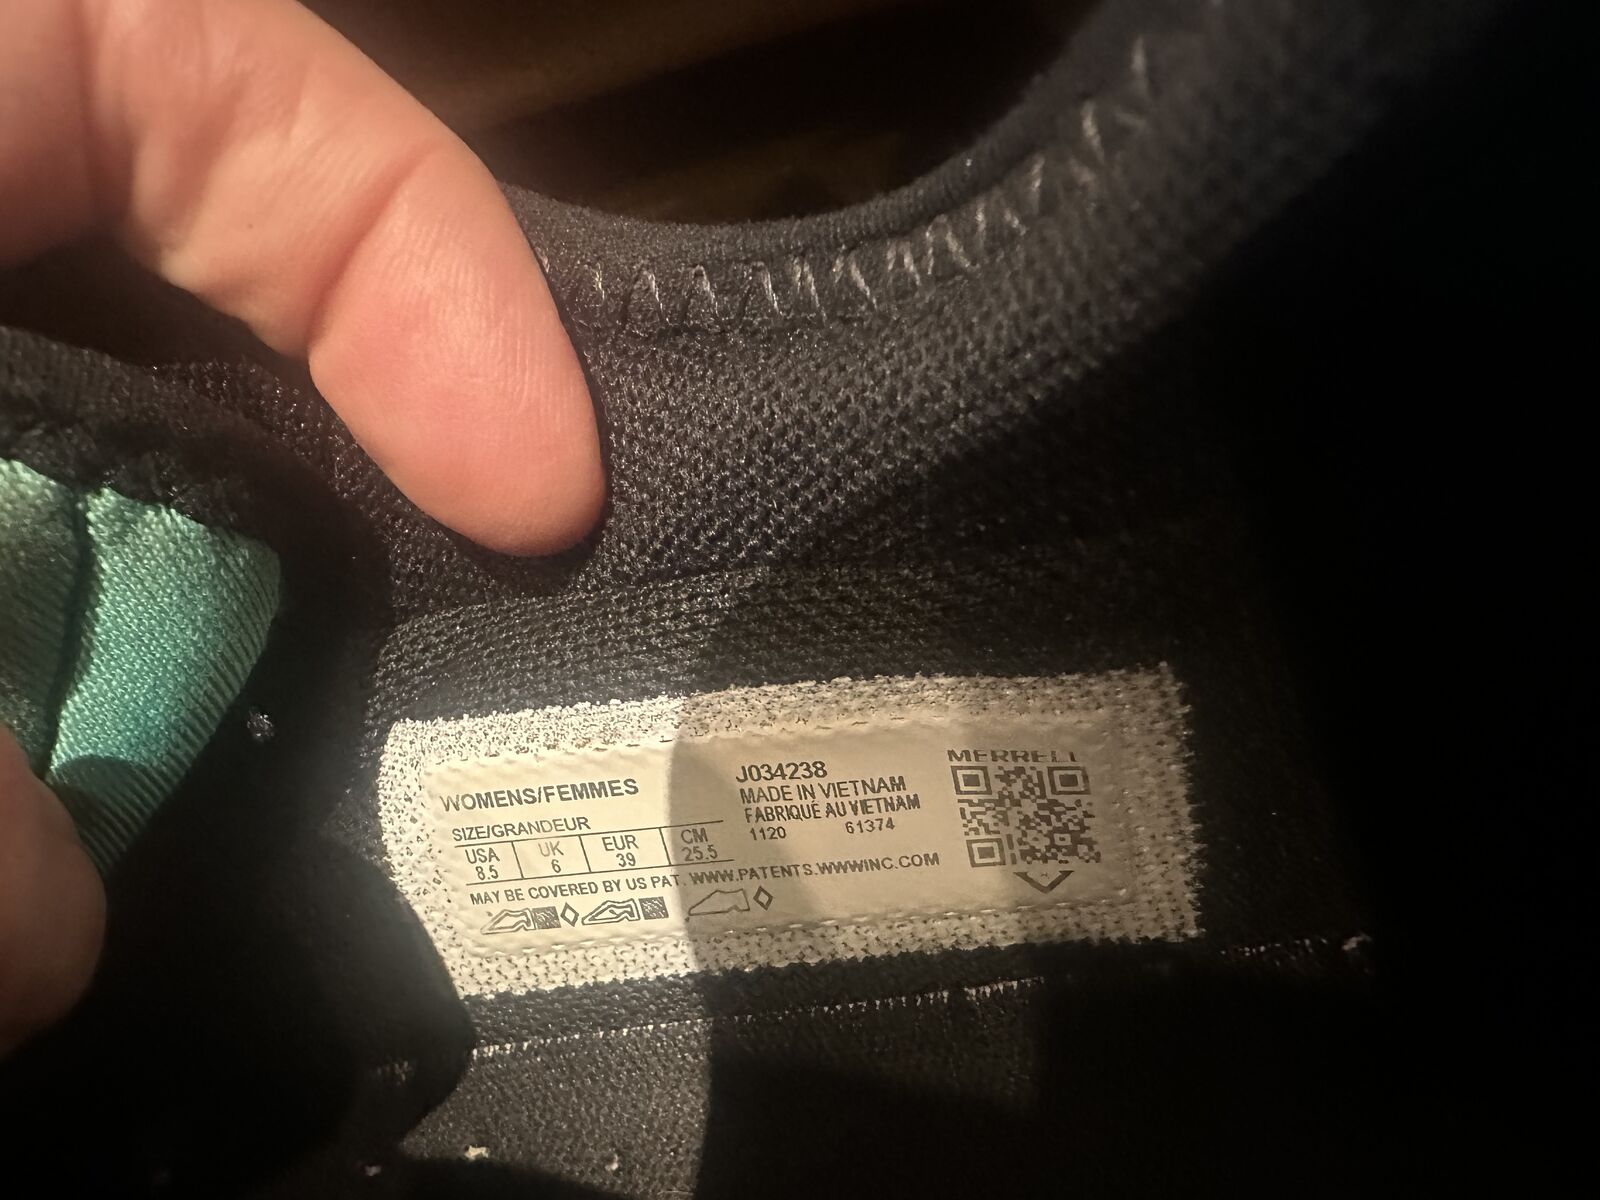 WOMENS/FEMMES
SIZE/GRANDEUR
USA UK EUR CM
8.5 6 39 25.5
J034238
MADE IN VIETNAM
FABRIQUÉ AU VIETNAM
1120 61374
MAY BE COVERED BY US PAT. WWW.PATENTS.WWWINC.COM
MERRELL